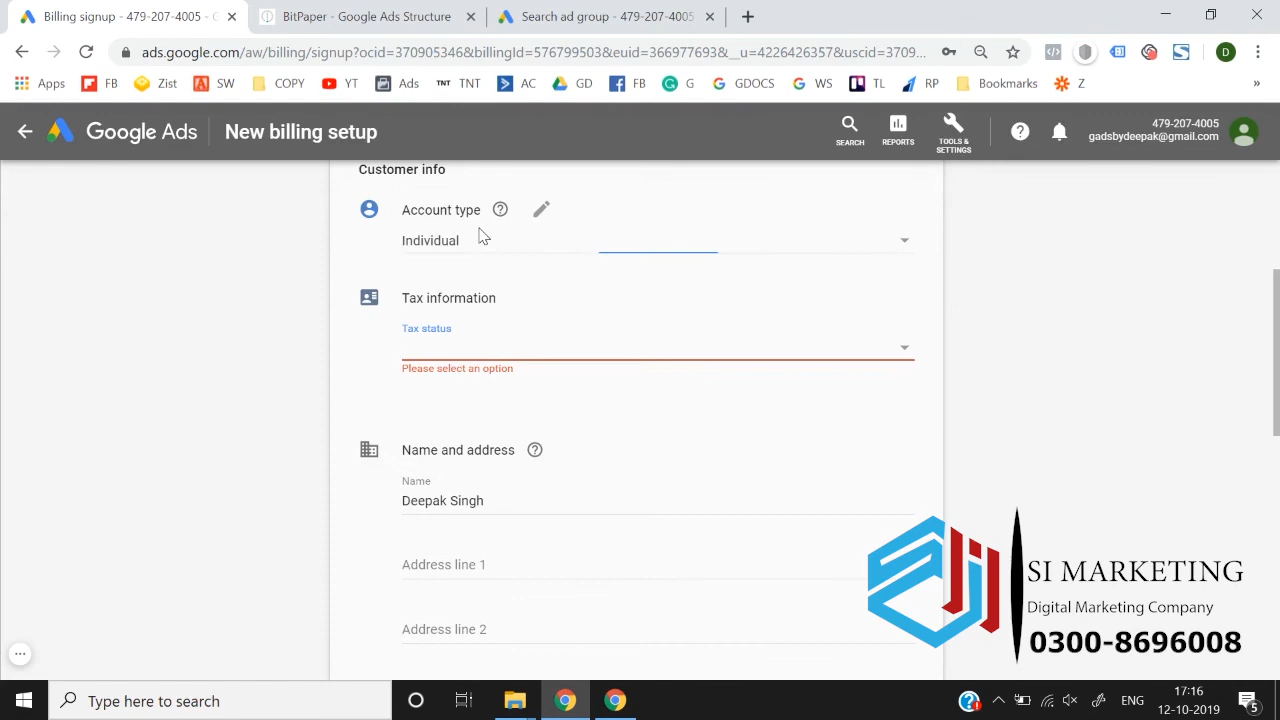 Billing signup - 479-207-4005 - G
BitPaper - Google Ads Structure
Search ad group - 479-207-4005
ads.google.com/aw/billing/signup?ocid=370905346&billingId=576799503&euid=366977693&__u=4226426357&uscid=3709...
D
Apps
FB
Zist
SW
COPY
YT
Ads
TNT TNT
AC
GD
FB
G
GDOCS
WS
TL
RP
Bookmarks
Z
»
Google Ads
New billing setup
SEARCH
REPORTS
TOOLS &
SETTINGS
479-207-4005
gadsbydeepak@gmail.com
Customer info
Account type
Individual
Tax information
Tax status
Please select an option
Name and address
Name
Deepak Singh
Address line 1
Address line 2
SI MARKETING
Digital Marketing Company
0300-8696008
Type here to search
ENG
17:16
12-10-2019
5